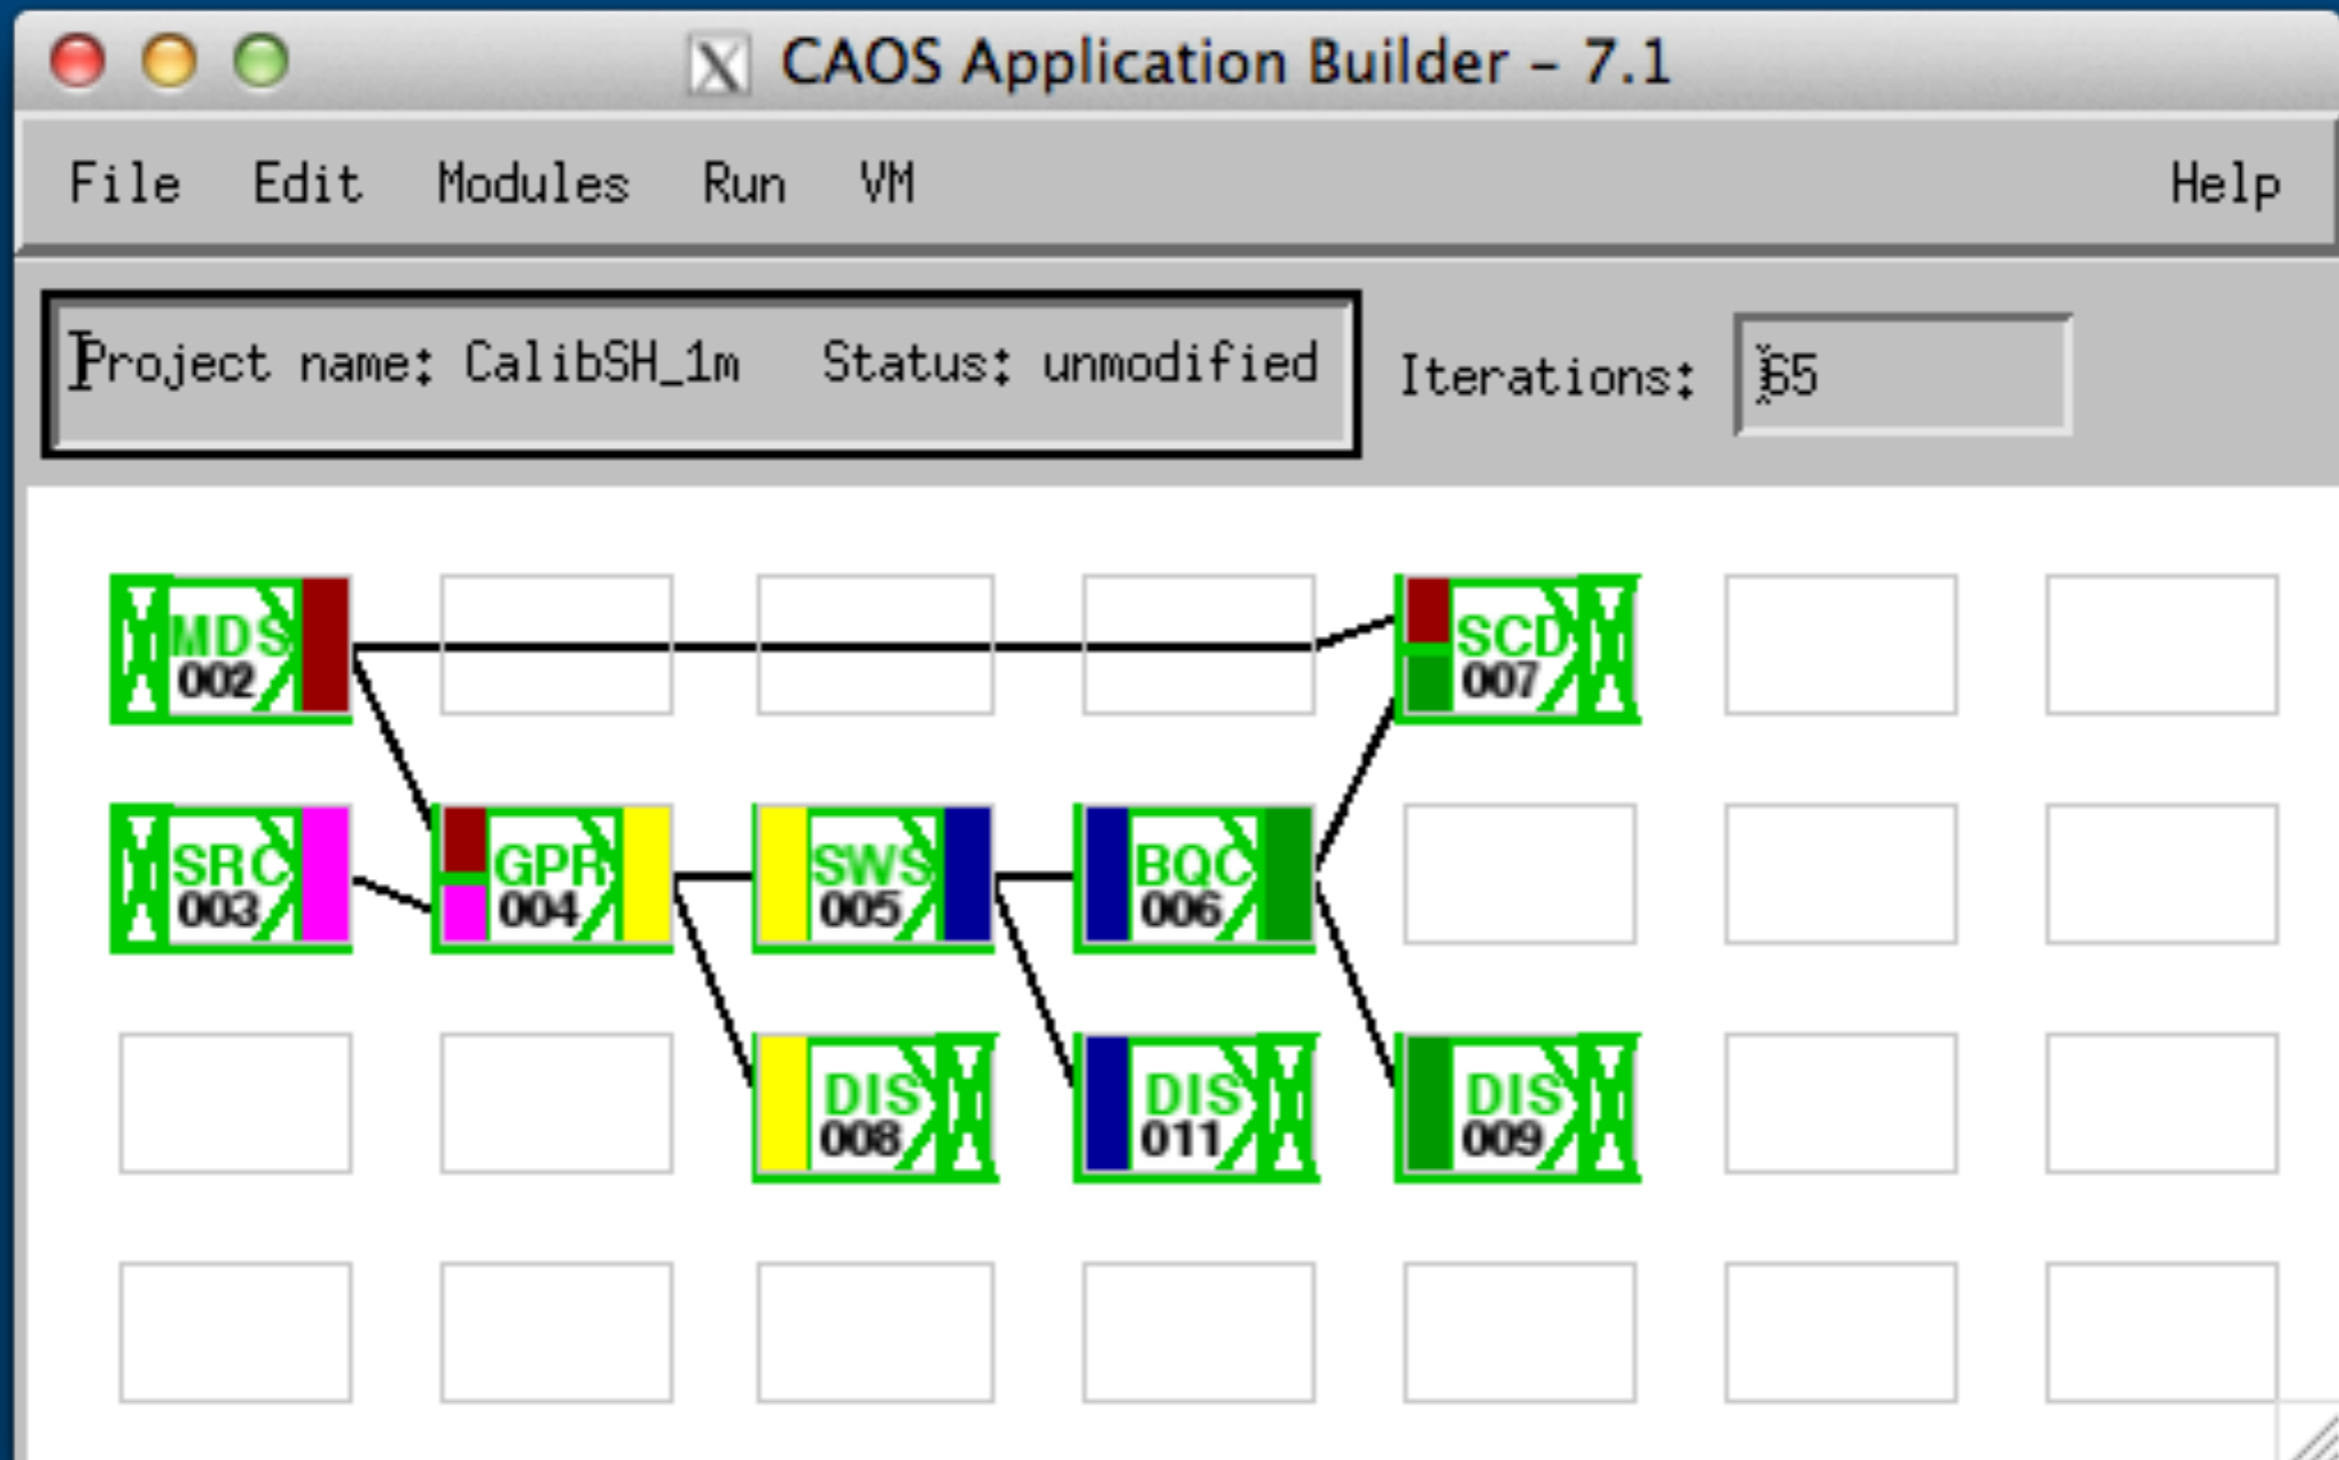 X CAOS Application Builder – 7.1
File Edit Modules Run VM Help
Project name: CalibSH_1m Status: unmodified Iterations: 65
MDS SCD
002 007
SRC GPR SWS BQC
003 004 005 006
DIS DIS DIS
008 011 009